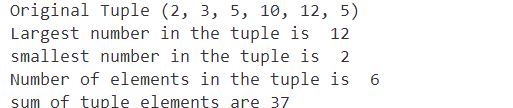 Original Tuple (2, 3, 5, 10, 12, 5)
Largest number in the tuple is  12
smallest number in the tuple is  2
Number of elements in the tuple is  6
sum of tuple elements are 37